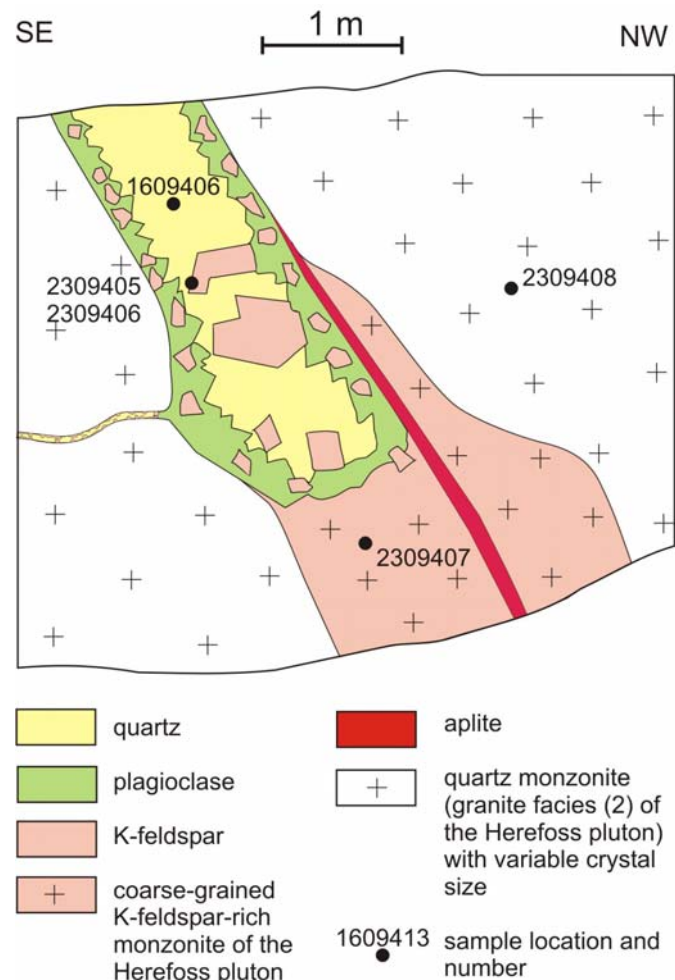 SE
1 m
NW
1609406
2309405
2309406
2309408
2309407
quartz
plagioclase
K-feldspar
coarse-grained
K-feldspar-rich
monzonite of the
Herefoss pluton
aplite
quartz monzonite
(granite facies (2) of
the Herefoss pluton)
with variable crystal
size
1609413
sample location and
number